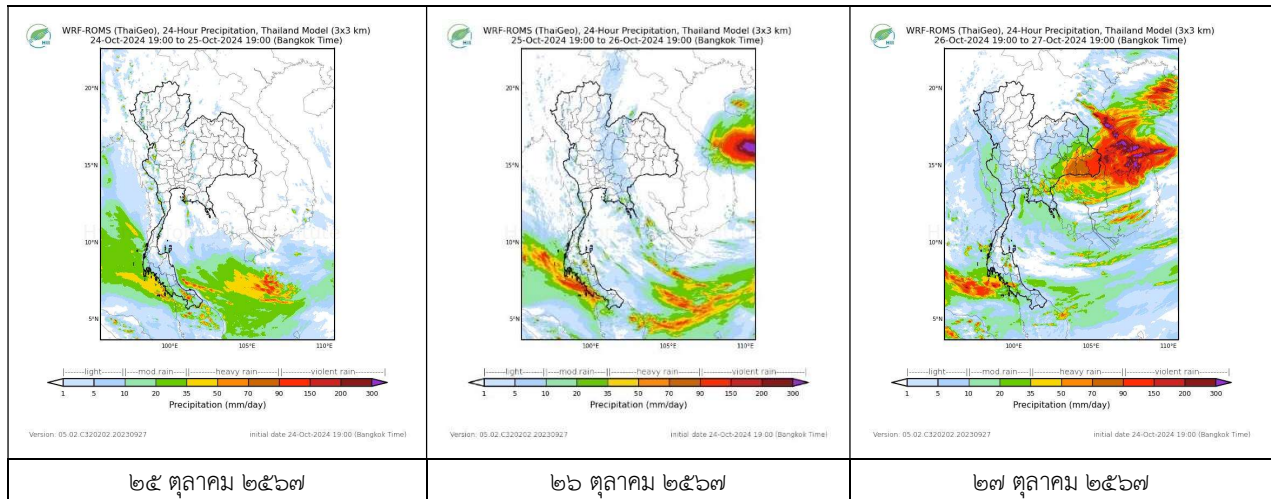 HII
WRF-ROMS (ThaiGeo), 24-Hour Precipitation, Thailand Model (3x3 km)
24-Oct-2024 19:00 to 25-Oct-2024 19:00 (Bangkok Time)
20°N
15°N
10°N
5°N
100°E 105°E 110°E
|-------light------||---mod rain---||---------heavy rain--------||--------violent rain--------|
1 5 10 20 35 50 70 90 150 200 300
Precipitation (mm/day)
Version: 05.02.C320202.20230927 initial date 24-Oct-2024 19:00 (Bangkok Time)
๒๕ ตุลาคม ๒๕๖๗
HII
WRF-ROMS (ThaiGeo), 24-Hour Precipitation, Thailand Model (3x3 km)
25-Oct-2024 19:00 to 26-Oct-2024 19:00 (Bangkok Time)
20°N
15°N
10°N
5°N
100°E 105°E 110°E
|-------light------||---mod rain---||---------heavy rain--------||--------violent rain--------|
1 5 10 20 35 50 70 90 150 200 300
Precipitation (mm/day)
Version: 05.02.C320202.20230927 initial date 24-Oct-2024 19:00 (Bangkok Time)
๒๖ ตุลาคม ๒๕๖๗
HII
WRF-ROMS (ThaiGeo), 24-Hour Precipitation, Thailand Model (3x3 km)
26-Oct-2024 19:00 to 27-Oct-2024 19:00 (Bangkok Time)
20°N
15°N
10°N
5°N
100°E 105°E 110°E
|-------light------||---mod rain---||---------heavy rain--------||--------violent rain--------|
1 5 10 20 35 50 70 90 150 200 300
Precipitation (mm/day)
Version: 05.02.C320202.20230927 initial date 24-Oct-2024 19:00 (Bangkok Time)
๒๗ ตุลาคม ๒๕๖๗